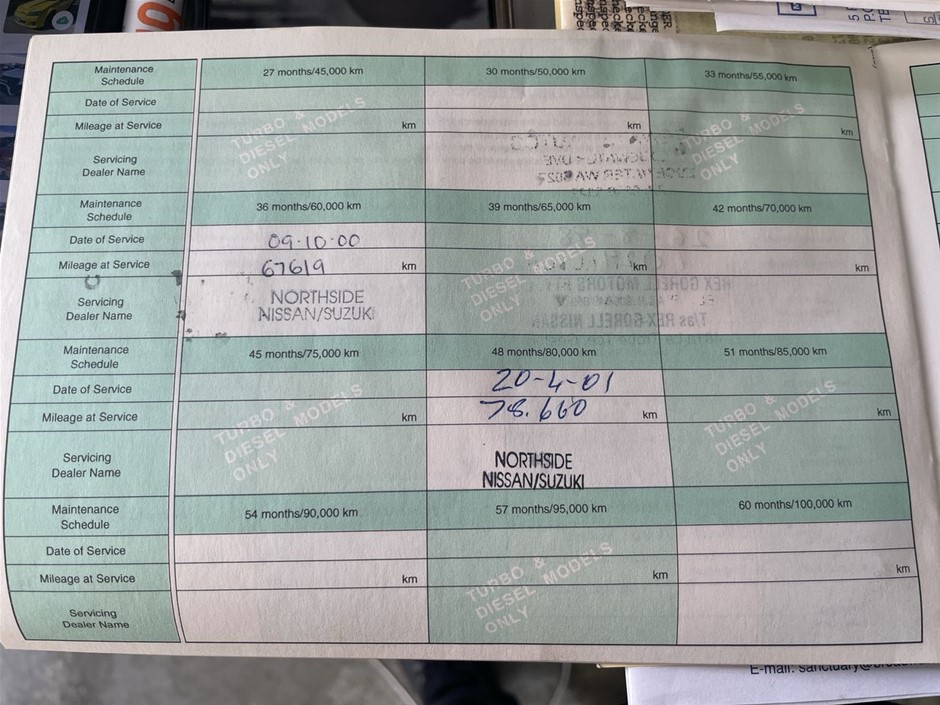 Maintenance Schedule 27 months/45,000 km 30 months/50,000 km 33 months/55,000 km
Date of Service
Mileage at Service km km km
Servicing Dealer Name
TURBO & DIESEL MODELS ONLY TURBO & DIESEL MODELS ONLY
Maintenance Schedule 36 months/60,000 km 39 months/65,000 km 42 months/70,000 km
Date of Service 09-10-00
Mileage at Service 67619 km km km
Servicing Dealer Name NORTHSIDE NISSAN/SUZUKI
TURBO & DIESEL MODELS ONLY
REX GORELL MOTORS PTY
T/as REX GORELL NISSAN
Maintenance Schedule 45 months/75,000 km 48 months/80,000 km 51 months/85,000 km
Date of Service 20-4-01
Mileage at Service km 78.660 km km
Servicing Dealer Name NORTHSIDE NISSAN/SUZUKI
TURBO & DIESEL MODELS ONLY TURBO & DIESEL MODELS ONLY
Maintenance Schedule 54 months/90,000 km 57 months/95,000 km 60 months/100,000 km
Date of Service
Mileage at Service km km km
Servicing Dealer Name
TURBO & DIESEL MODELS ONLY